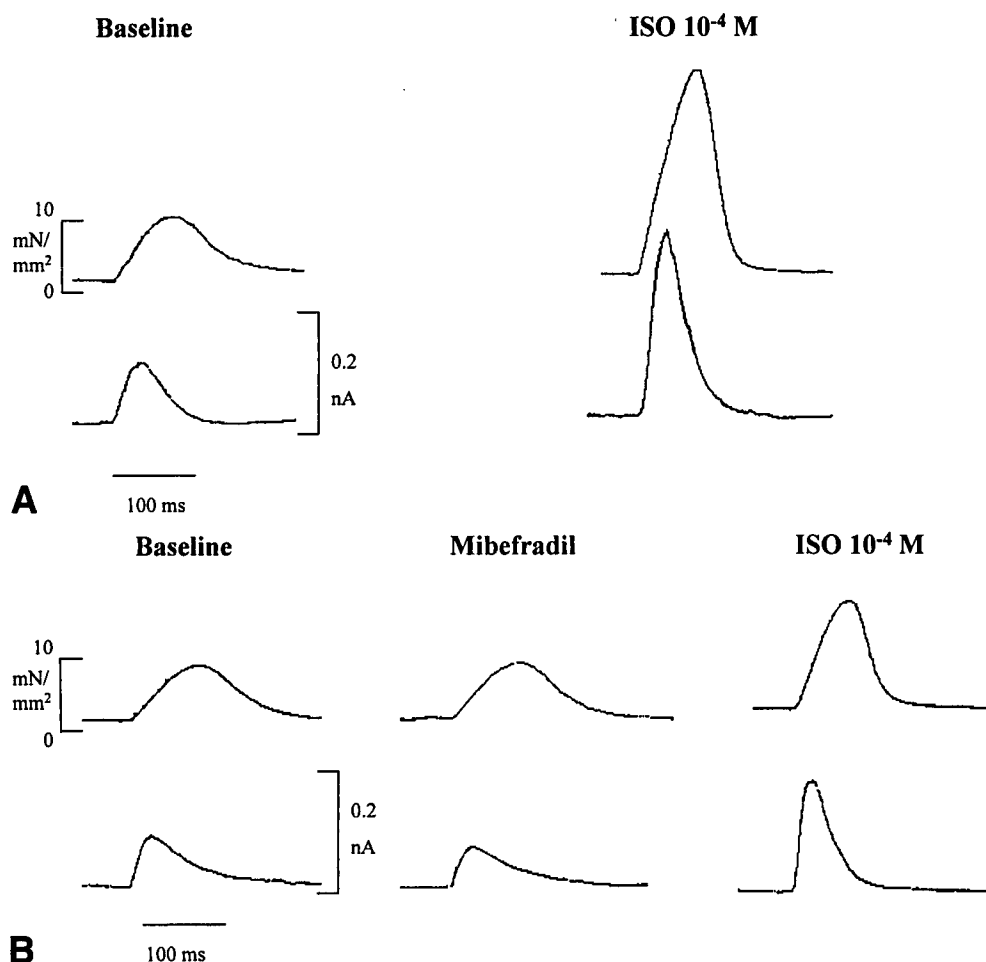 Baseline
ISO 10⁻⁴ M
10
mN/
mm²
0
0.2
nA
A
100 ms
Baseline
Mibefradil
ISO 10⁻⁴ M
10
mN/
mm²
0
0.2
nA
B
100 ms